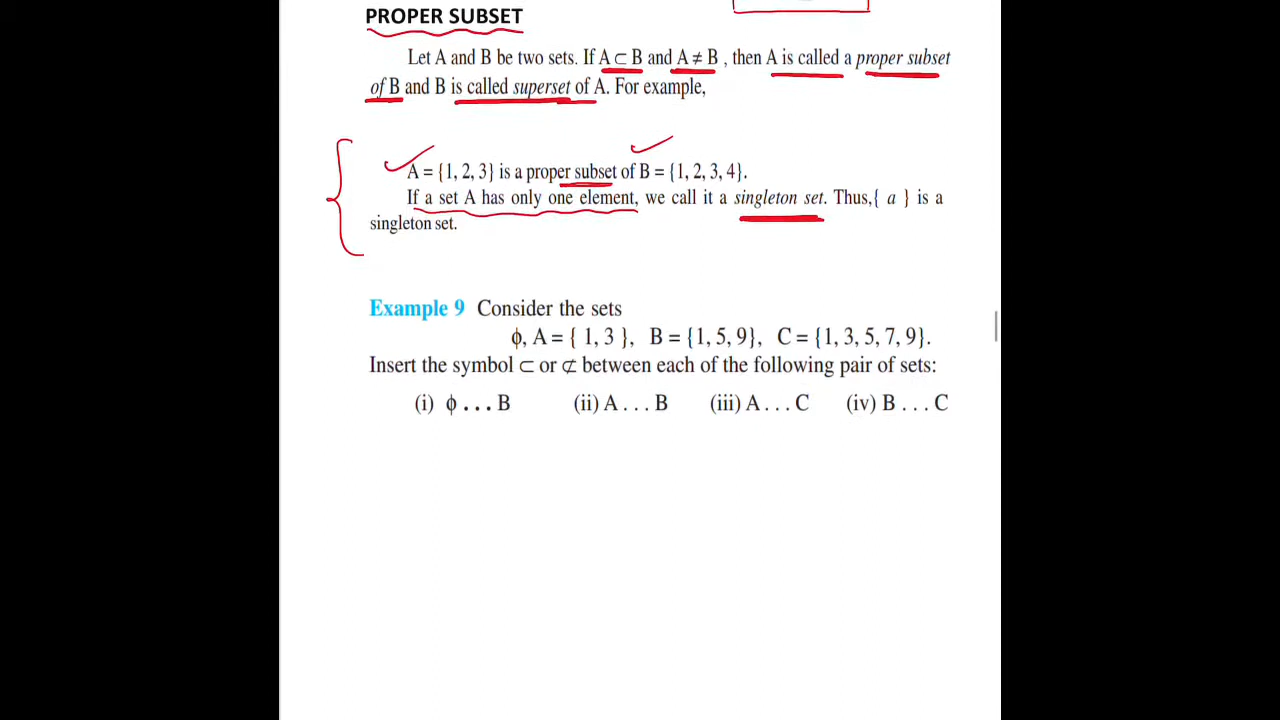 PROPER SUBSET
Let A and B be two sets. If A ⊂ B and A ≠ B , then A is called a proper subset
of B and B is called superset of A. For example,
A = {1, 2, 3} is a proper subset of B = {1, 2, 3, 4}.
If a set A has only one element, we call it a singleton set. Thus,{ a } is a
singleton set.
Example 9 Consider the sets
ϕ, A = { 1, 3 }, B = {1, 5, 9}, C = {1, 3, 5, 7, 9}.
Insert the symbol ⊂ or ⊄ between each of the following pair of sets:
(i) ϕ . . . B (ii) A . . . B (iii) A . . . C (iv) B . . . C